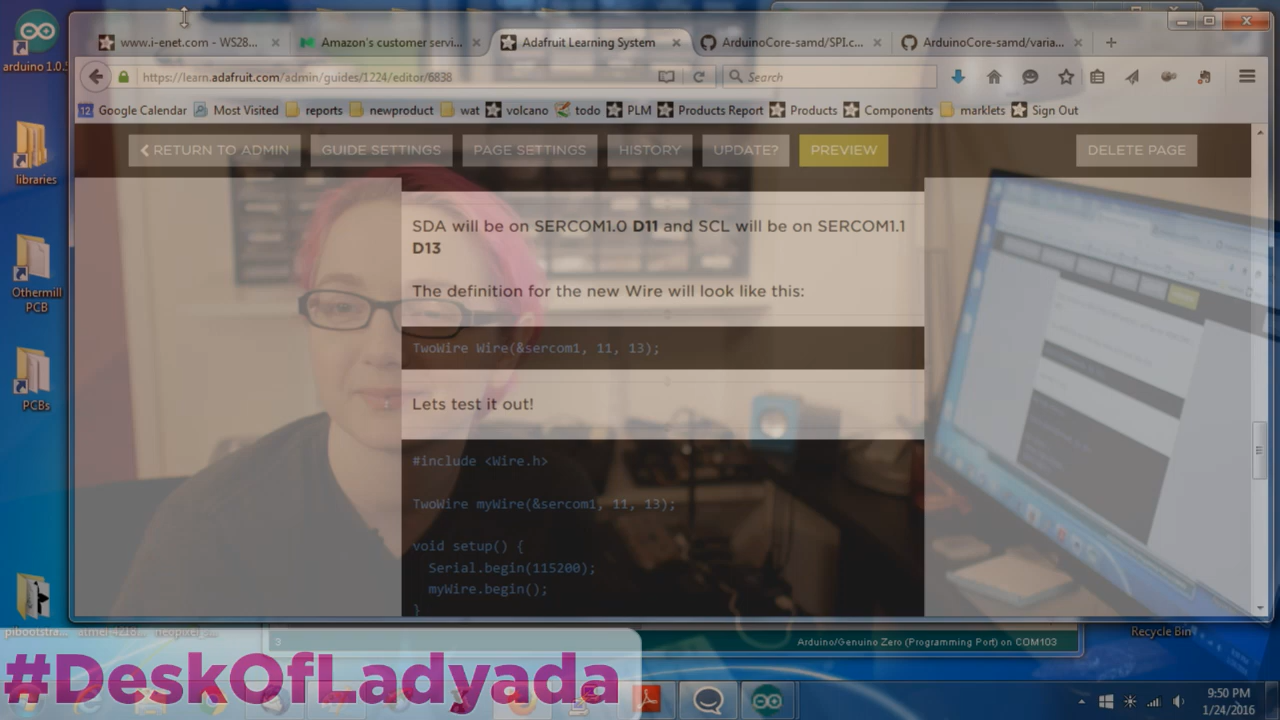 www.i-enet.com - WS28...
Amazon's customer servi...
Adafruit Learning System
ArduinoCore-samd/SPI.c...
ArduinoCore-samd/varia...
https://learn.adafruit.com/admin/guides/1224/editor/6838
Search
12 Google Calendar Most Visited reports newproduct wat volcano todo PLM Products Report Products Components marklets Sign Out
RETURN TO ADMIN GUIDE SETTINGS PAGE SETTINGS HISTORY UPDATE? PREVIEW DELETE PAGE
SDA will be on SERCOM1.0 D11 and SCL will be on SERCOM1.1
D13
The definition for the new Wire will look like this:
TwoWire Wire(&sercom1, 11, 13);
Lets test it out!
#include <Wire.h>
TwoWire myWire(&sercom1, 11, 13);
void setup() {
Serial.begin(115200);
myWire.begin();
}
arduino 1.0.5
libraries
Othermill
PCB
PCBs
pibootstra...
Recycle Bin
3
Arduino/Genuino Zero (Programming Port) on COM103
#DeskOfLadyada
9:50 PM
1/24/2016